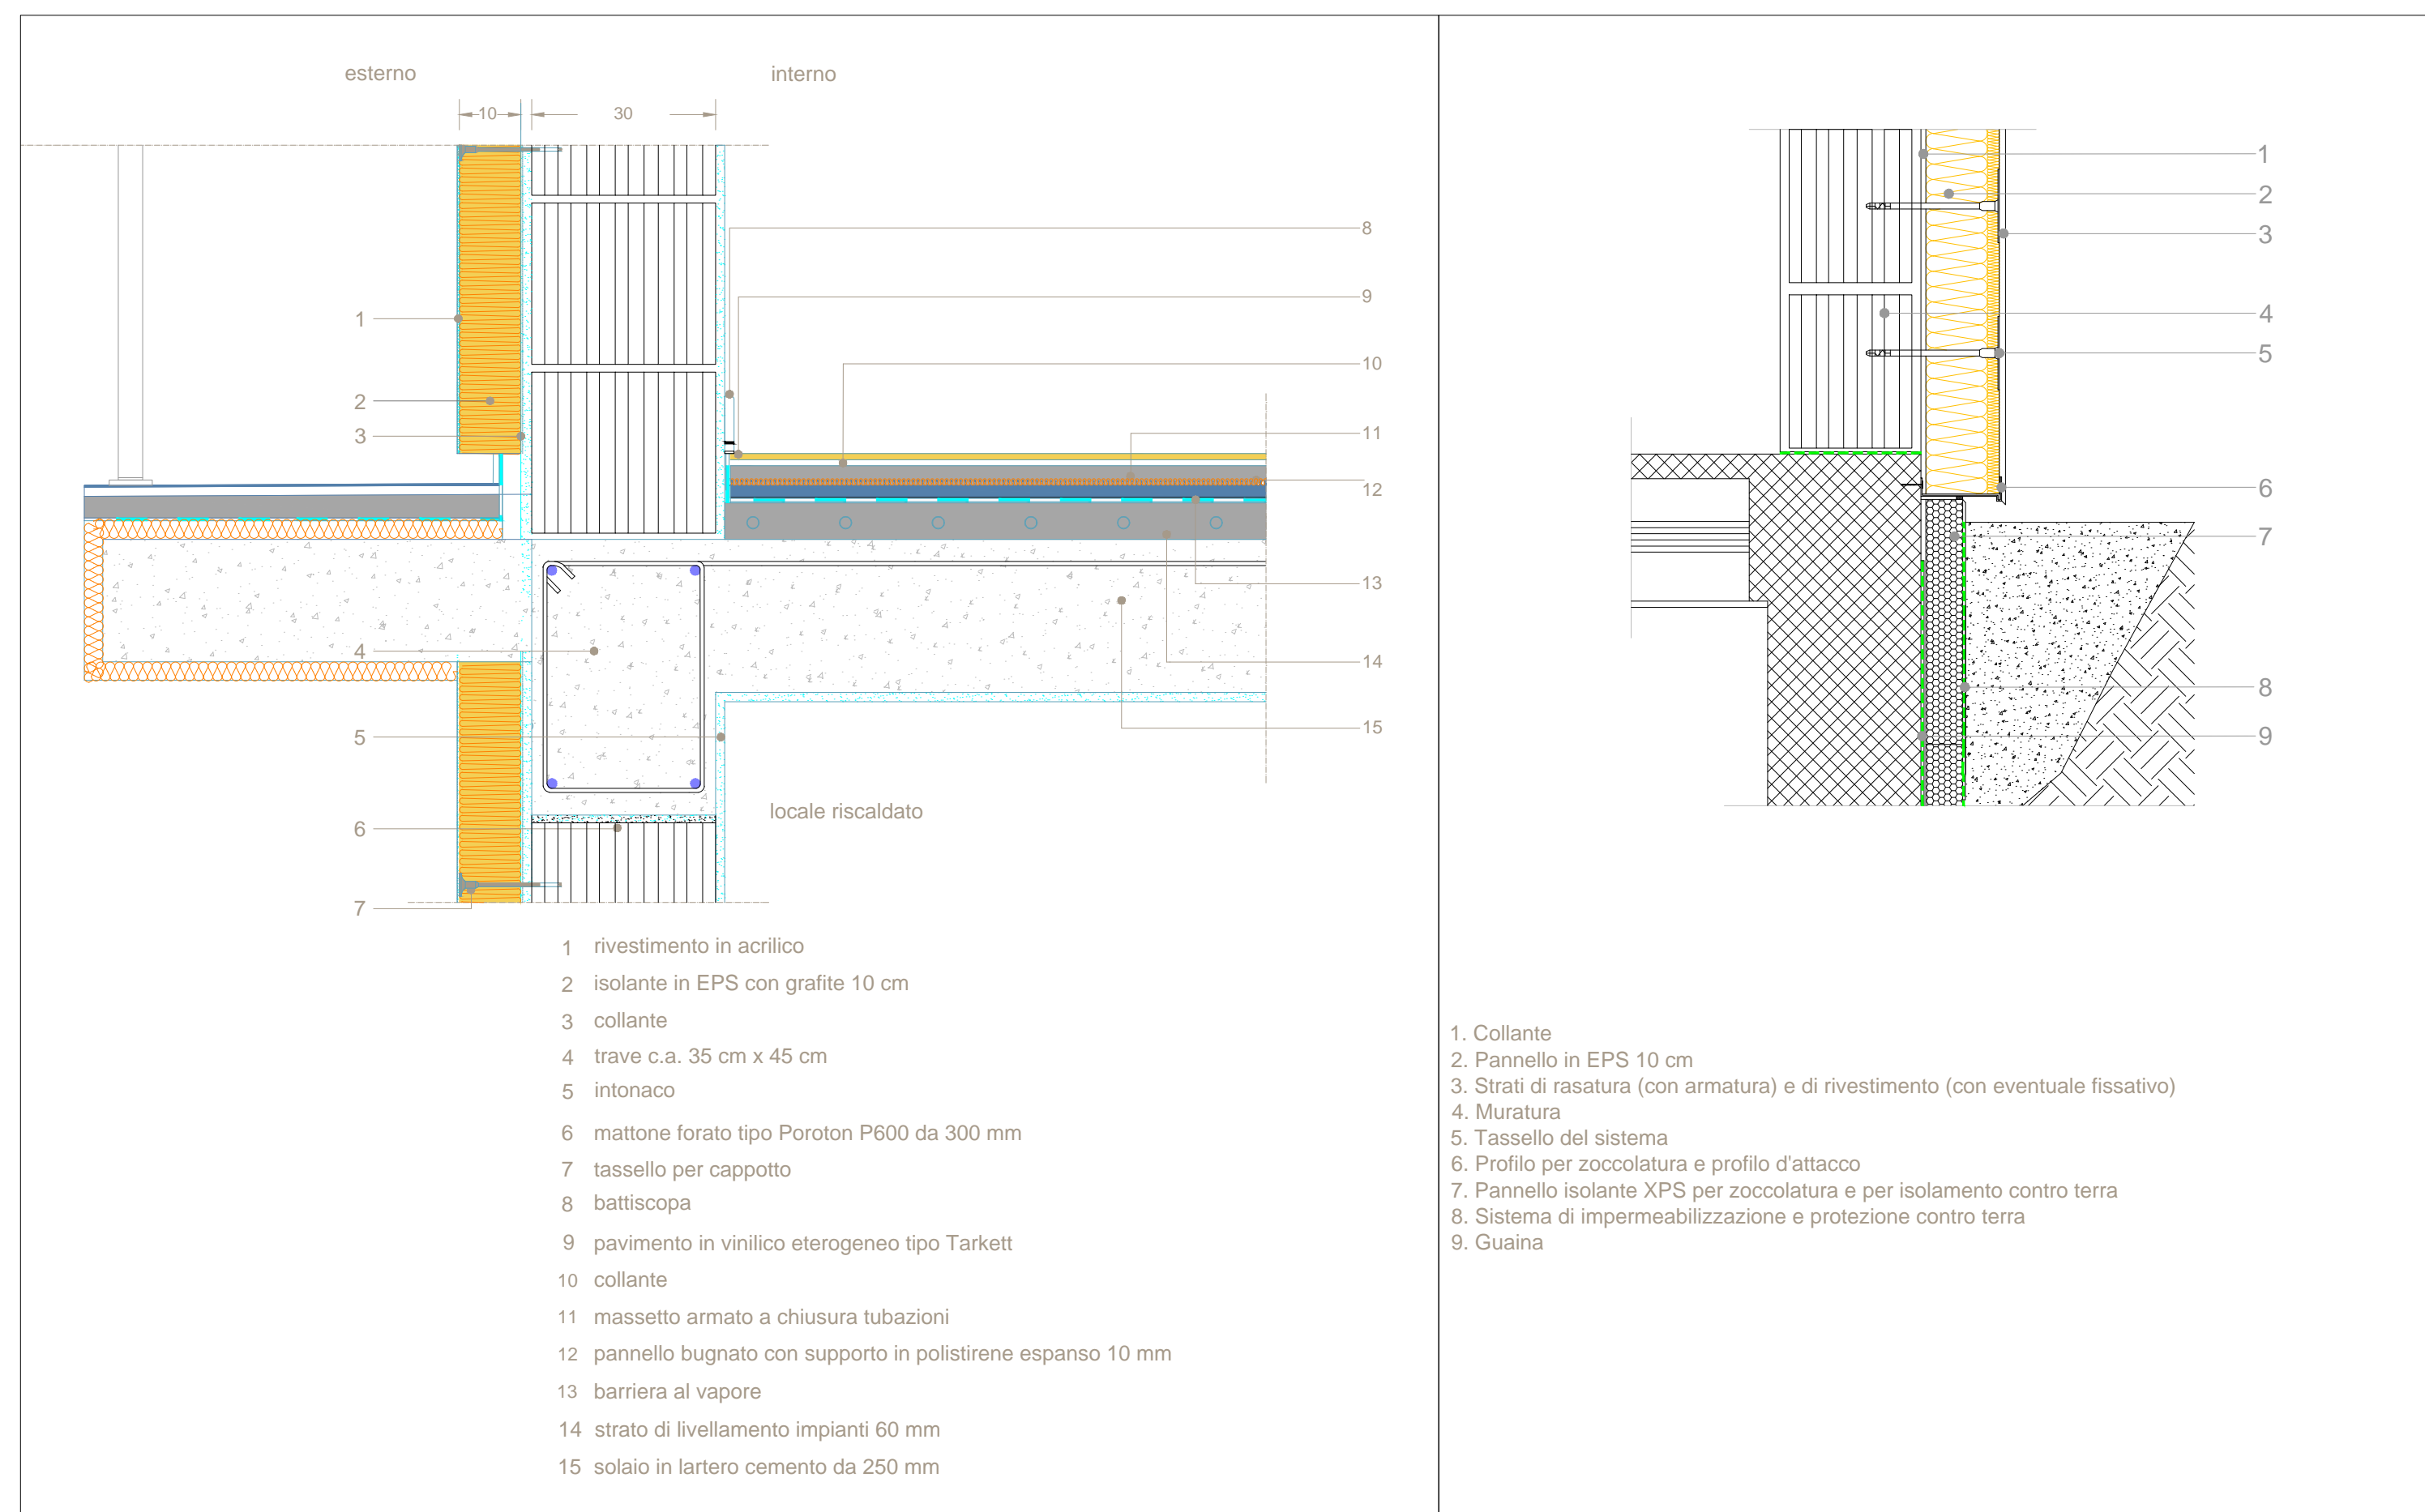 esterno
interno
10
30
1
2
3
4
5
6
7
8
9
10
11
12
13
14
15
locale riscaldato
1 rivestimento in acrilico
2 isolante in EPS con grafite 10 cm
3 collante
4 trave c.a. 35 cm x 45 cm
5 intonaco
6 mattone forato tipo Poroton P600 da 300 mm
7 tassello per cappotto
8 battiscopa
9 pavimento in vinilico eterogeneo tipo Tarkett
10 collante
11 massetto armato a chiusura tubazioni
12 pannello bugnato con supporto in polistirene espanso 10 mm
13 barriera al vapore
14 strato di livellamento impianti 60 mm
15 solaio in lartero cemento da 250 mm
1
2
3
4
5
6
7
8
9
1. Collante
2. Pannello in EPS 10 cm
3. Strati di rasatura (con armatura) e di rivestimento (con eventuale fissativo)
4. Muratura
5. Tassello del sistema
6. Profilo per zoccolatura e profilo d'attacco
7. Pannello isolante XPS per zoccolatura e per isolamento contro terra
8. Sistema di impermeabilizzazione e protezione contro terra
9. Guaina